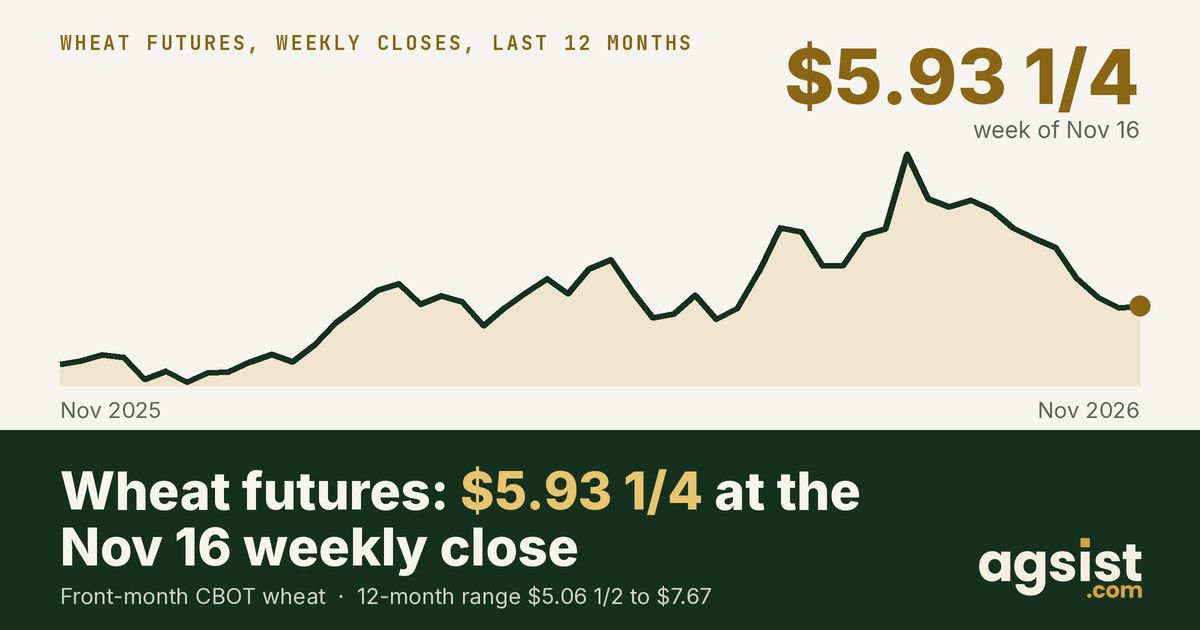 WHEAT FUTURES, WEEKLY CLOSES, LAST 12 MONTHS
$5.93 1/4
week of Nov 16
Nov 2025
Nov 2026
Wheat futures: $5.93 1/4 at the
Nov 16 weekly close
Front-month CBOT wheat · 12-month range $5.06 1/2 to $7.67
agsist
.com